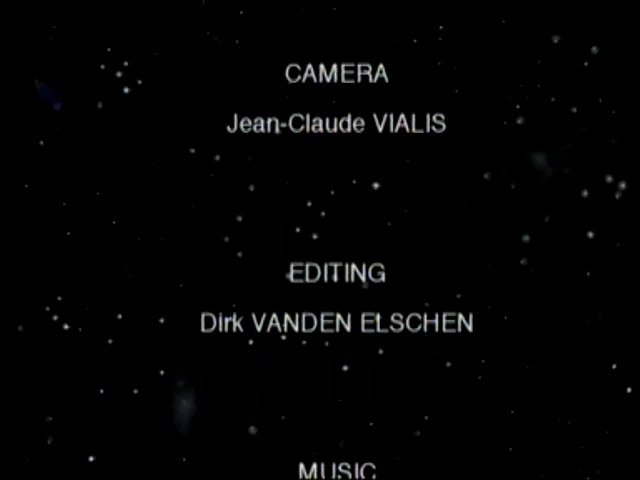 CAMERA
Jean-Claude VIALIS
EDITING
Dirk VANDEN ELSCHEN
MUSIC